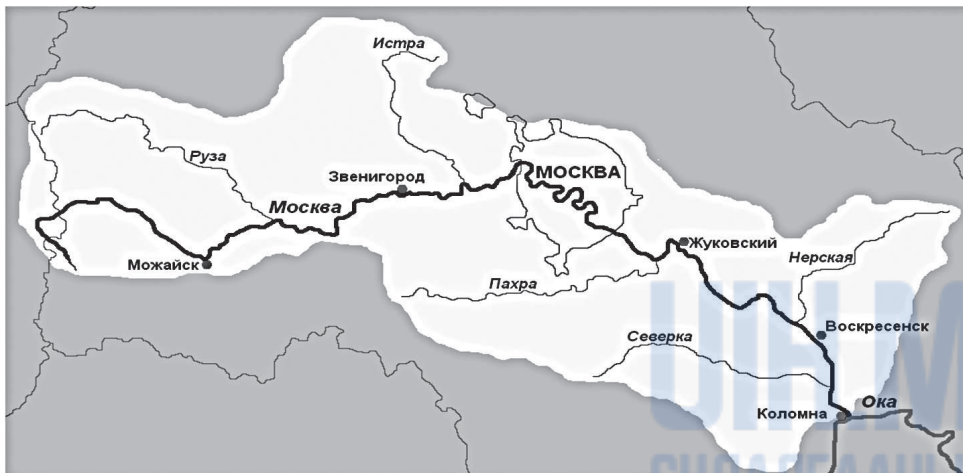 Истра
Руза
Звенигород
МОСКВА
Москва
Жуковский
Можайск
Нерская
Пахра
Воскресенск
Северка
Коломна
Ока